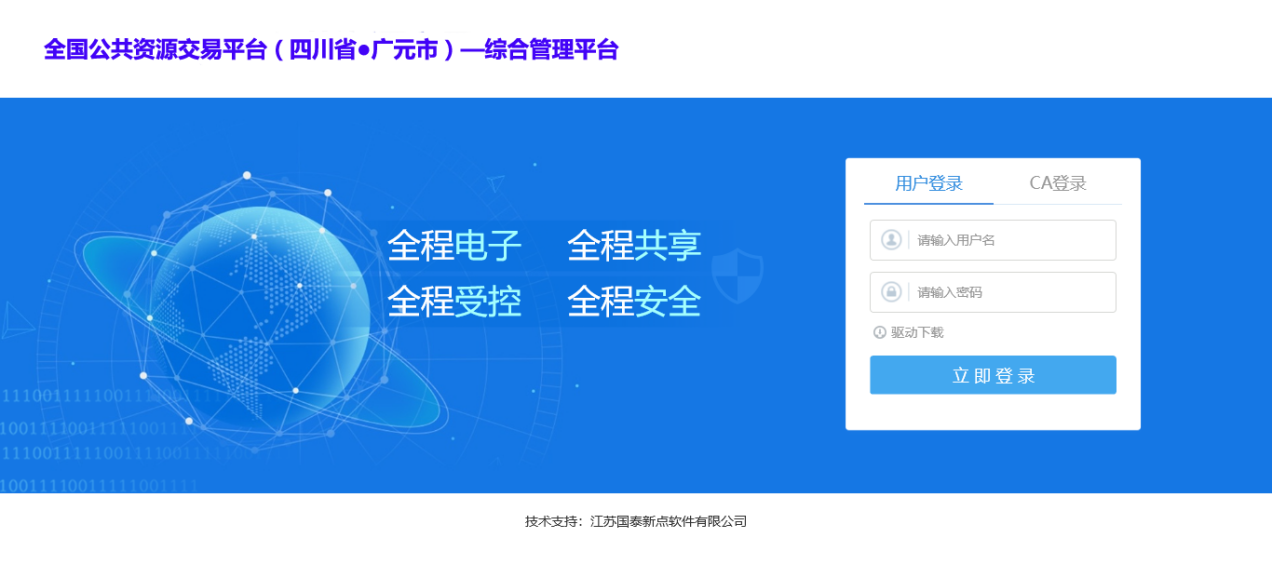 全国公共资源交易平台（四川省●广元市）—综合管理平台
用户登录 CA登录
全程电子 全程共享
请输入用户名
全程受控 全程安全
请输入密码
驱动下载
立即登录
技术支持：江苏国泰新点软件有限公司